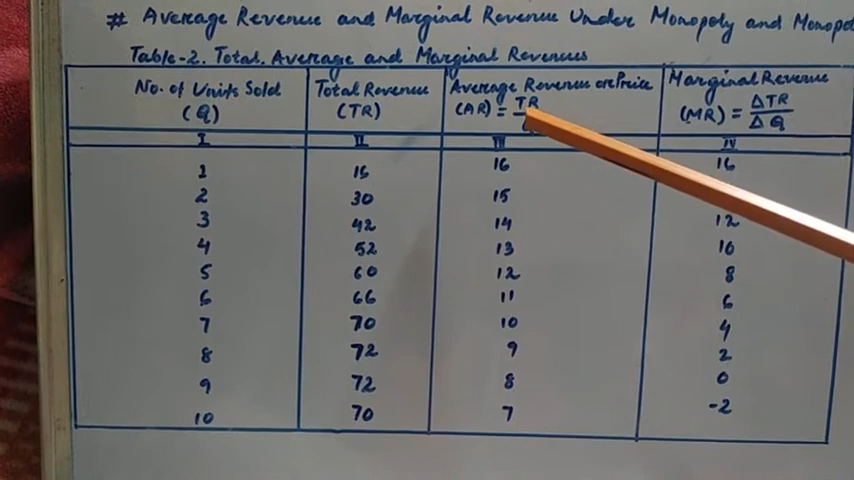 # Average Revenue and Marginal Revenue Under Monopoly and
Table-2. Total, Average and Marginal Revenues
No. of Units Sold (Q) Total Revenue (TR) Average Revenue or Price (AR) = TR Marginal Revenue (MR) = ΔTR / ΔQ
I II III IV
1 16 16 16
2 30 15
3 42 14 12
4 52 13 10
5 60 12 8
6 66 11 6
7 70 10 4
8 72 9 2
9 72 8 0
10 70 7 -2